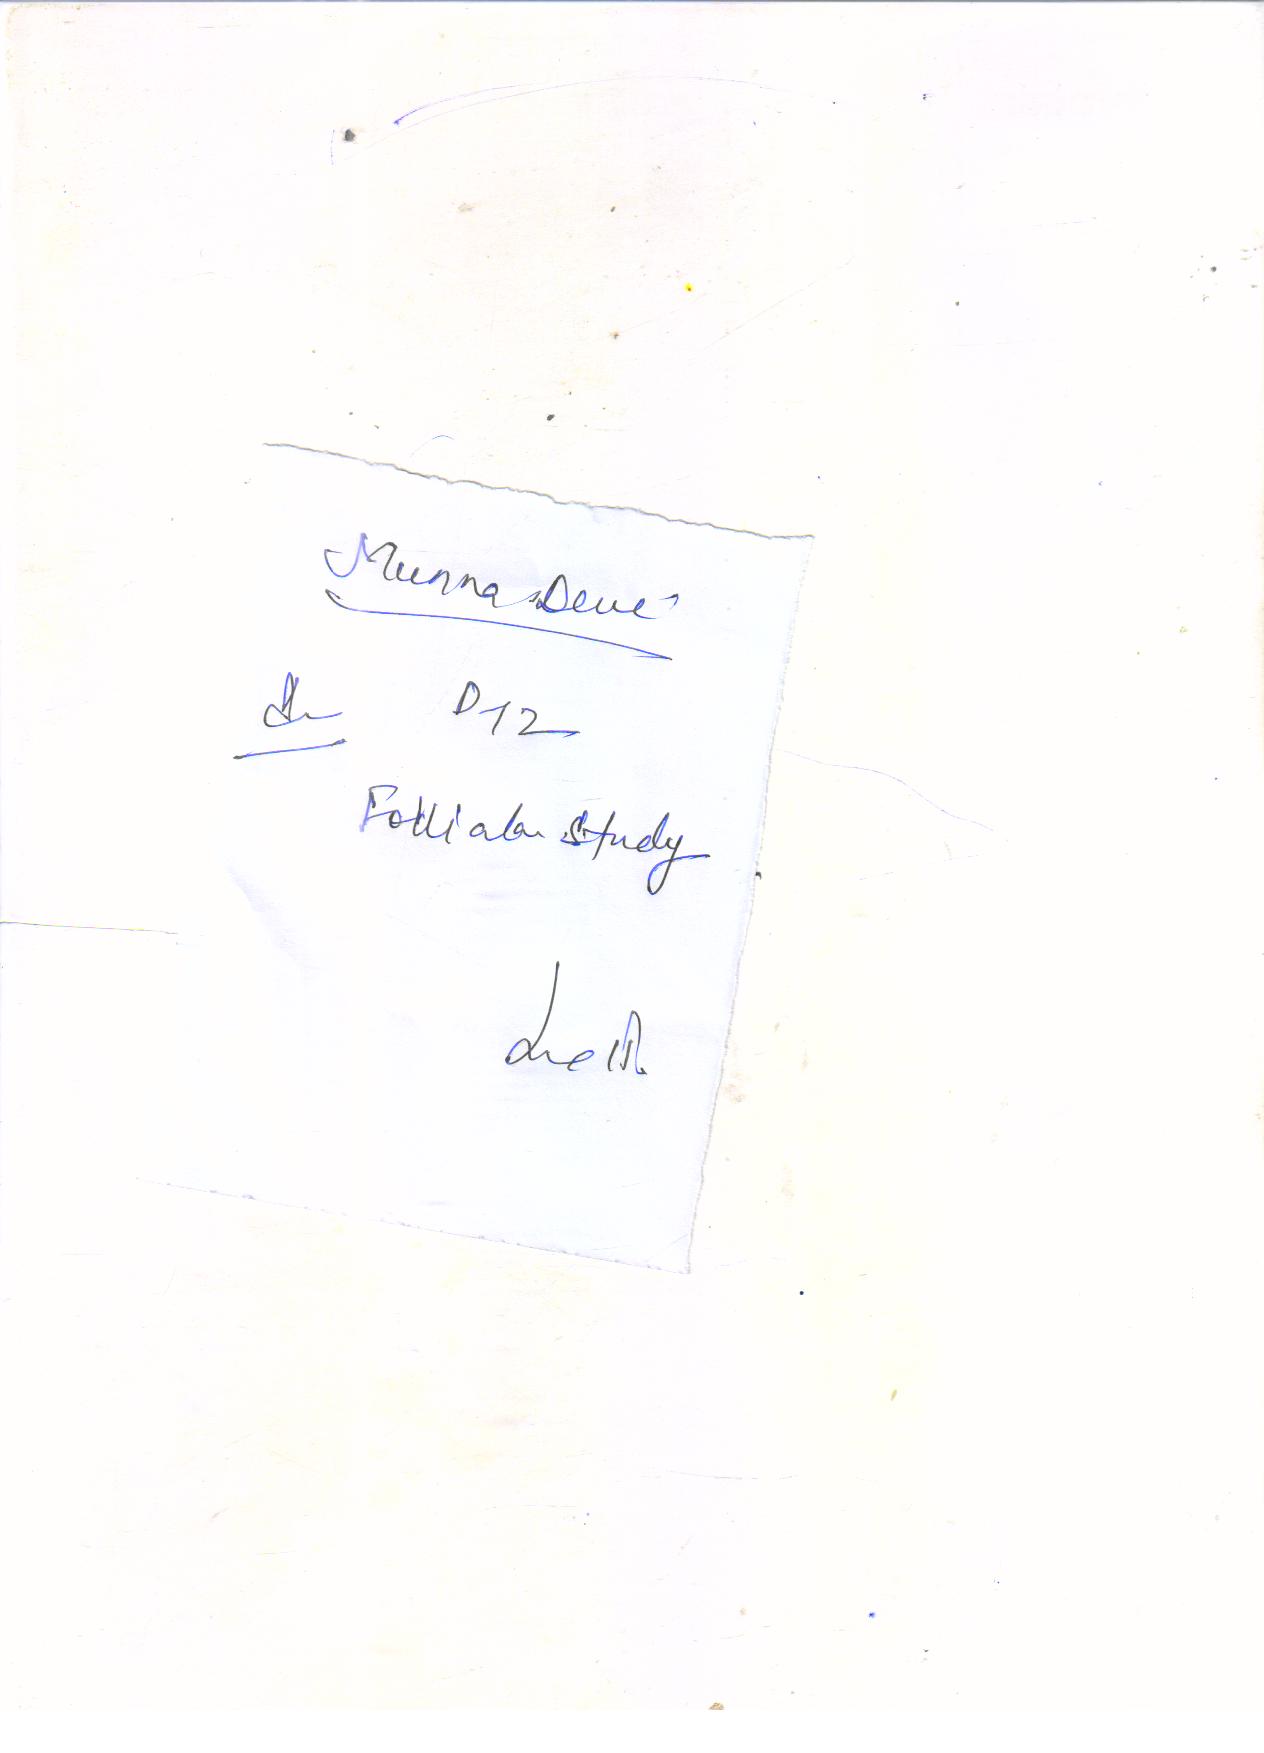 Munna Devi
D12
Follicular study